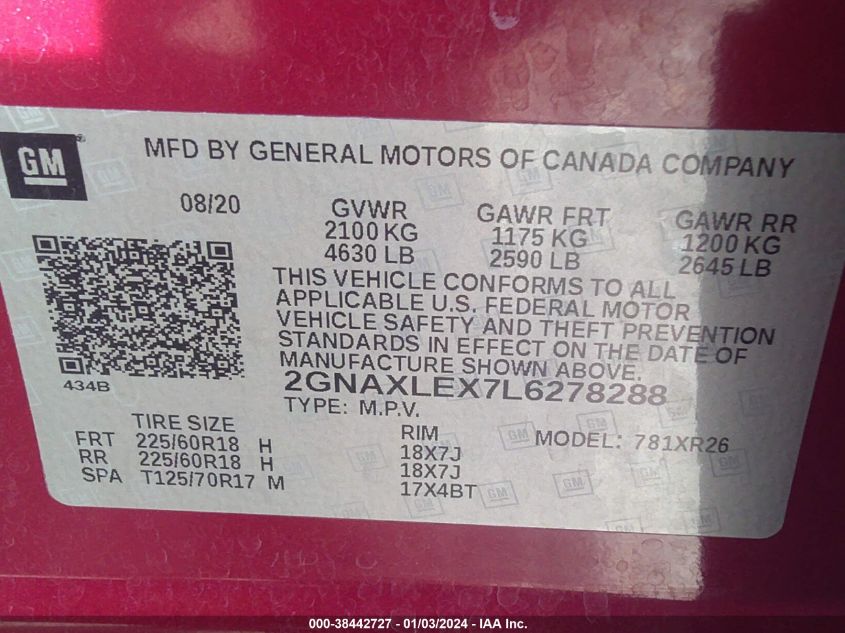 GM
MFD BY GENERAL MOTORS OF CANADA COMPANY
08/20
GVWR
2100 KG
4630 LB
GAWR FRT
1175 KG
2590 LB
GAWR RR
1200 KG
2645 LB
THIS VEHICLE CONFORMS TO ALL
APPLICABLE U.S. FEDERAL MOTOR
VEHICLE SAFETY AND THEFT PREVENTION
STANDARDS IN EFFECT ON THE DATE OF
MANUFACTURE SHOWN ABOVE.
434B
2GNAXLEX7L6278288
TYPE: M.P.V.
TIRE SIZE
RIM
MODEL: 781XR26
FRT 225/60R18 H 18X7J
RR 225/60R18 H 18X7J
SPA T125/70R17 M 17X4BT
000-38442727 - 01/03/2024 - IAA Inc.